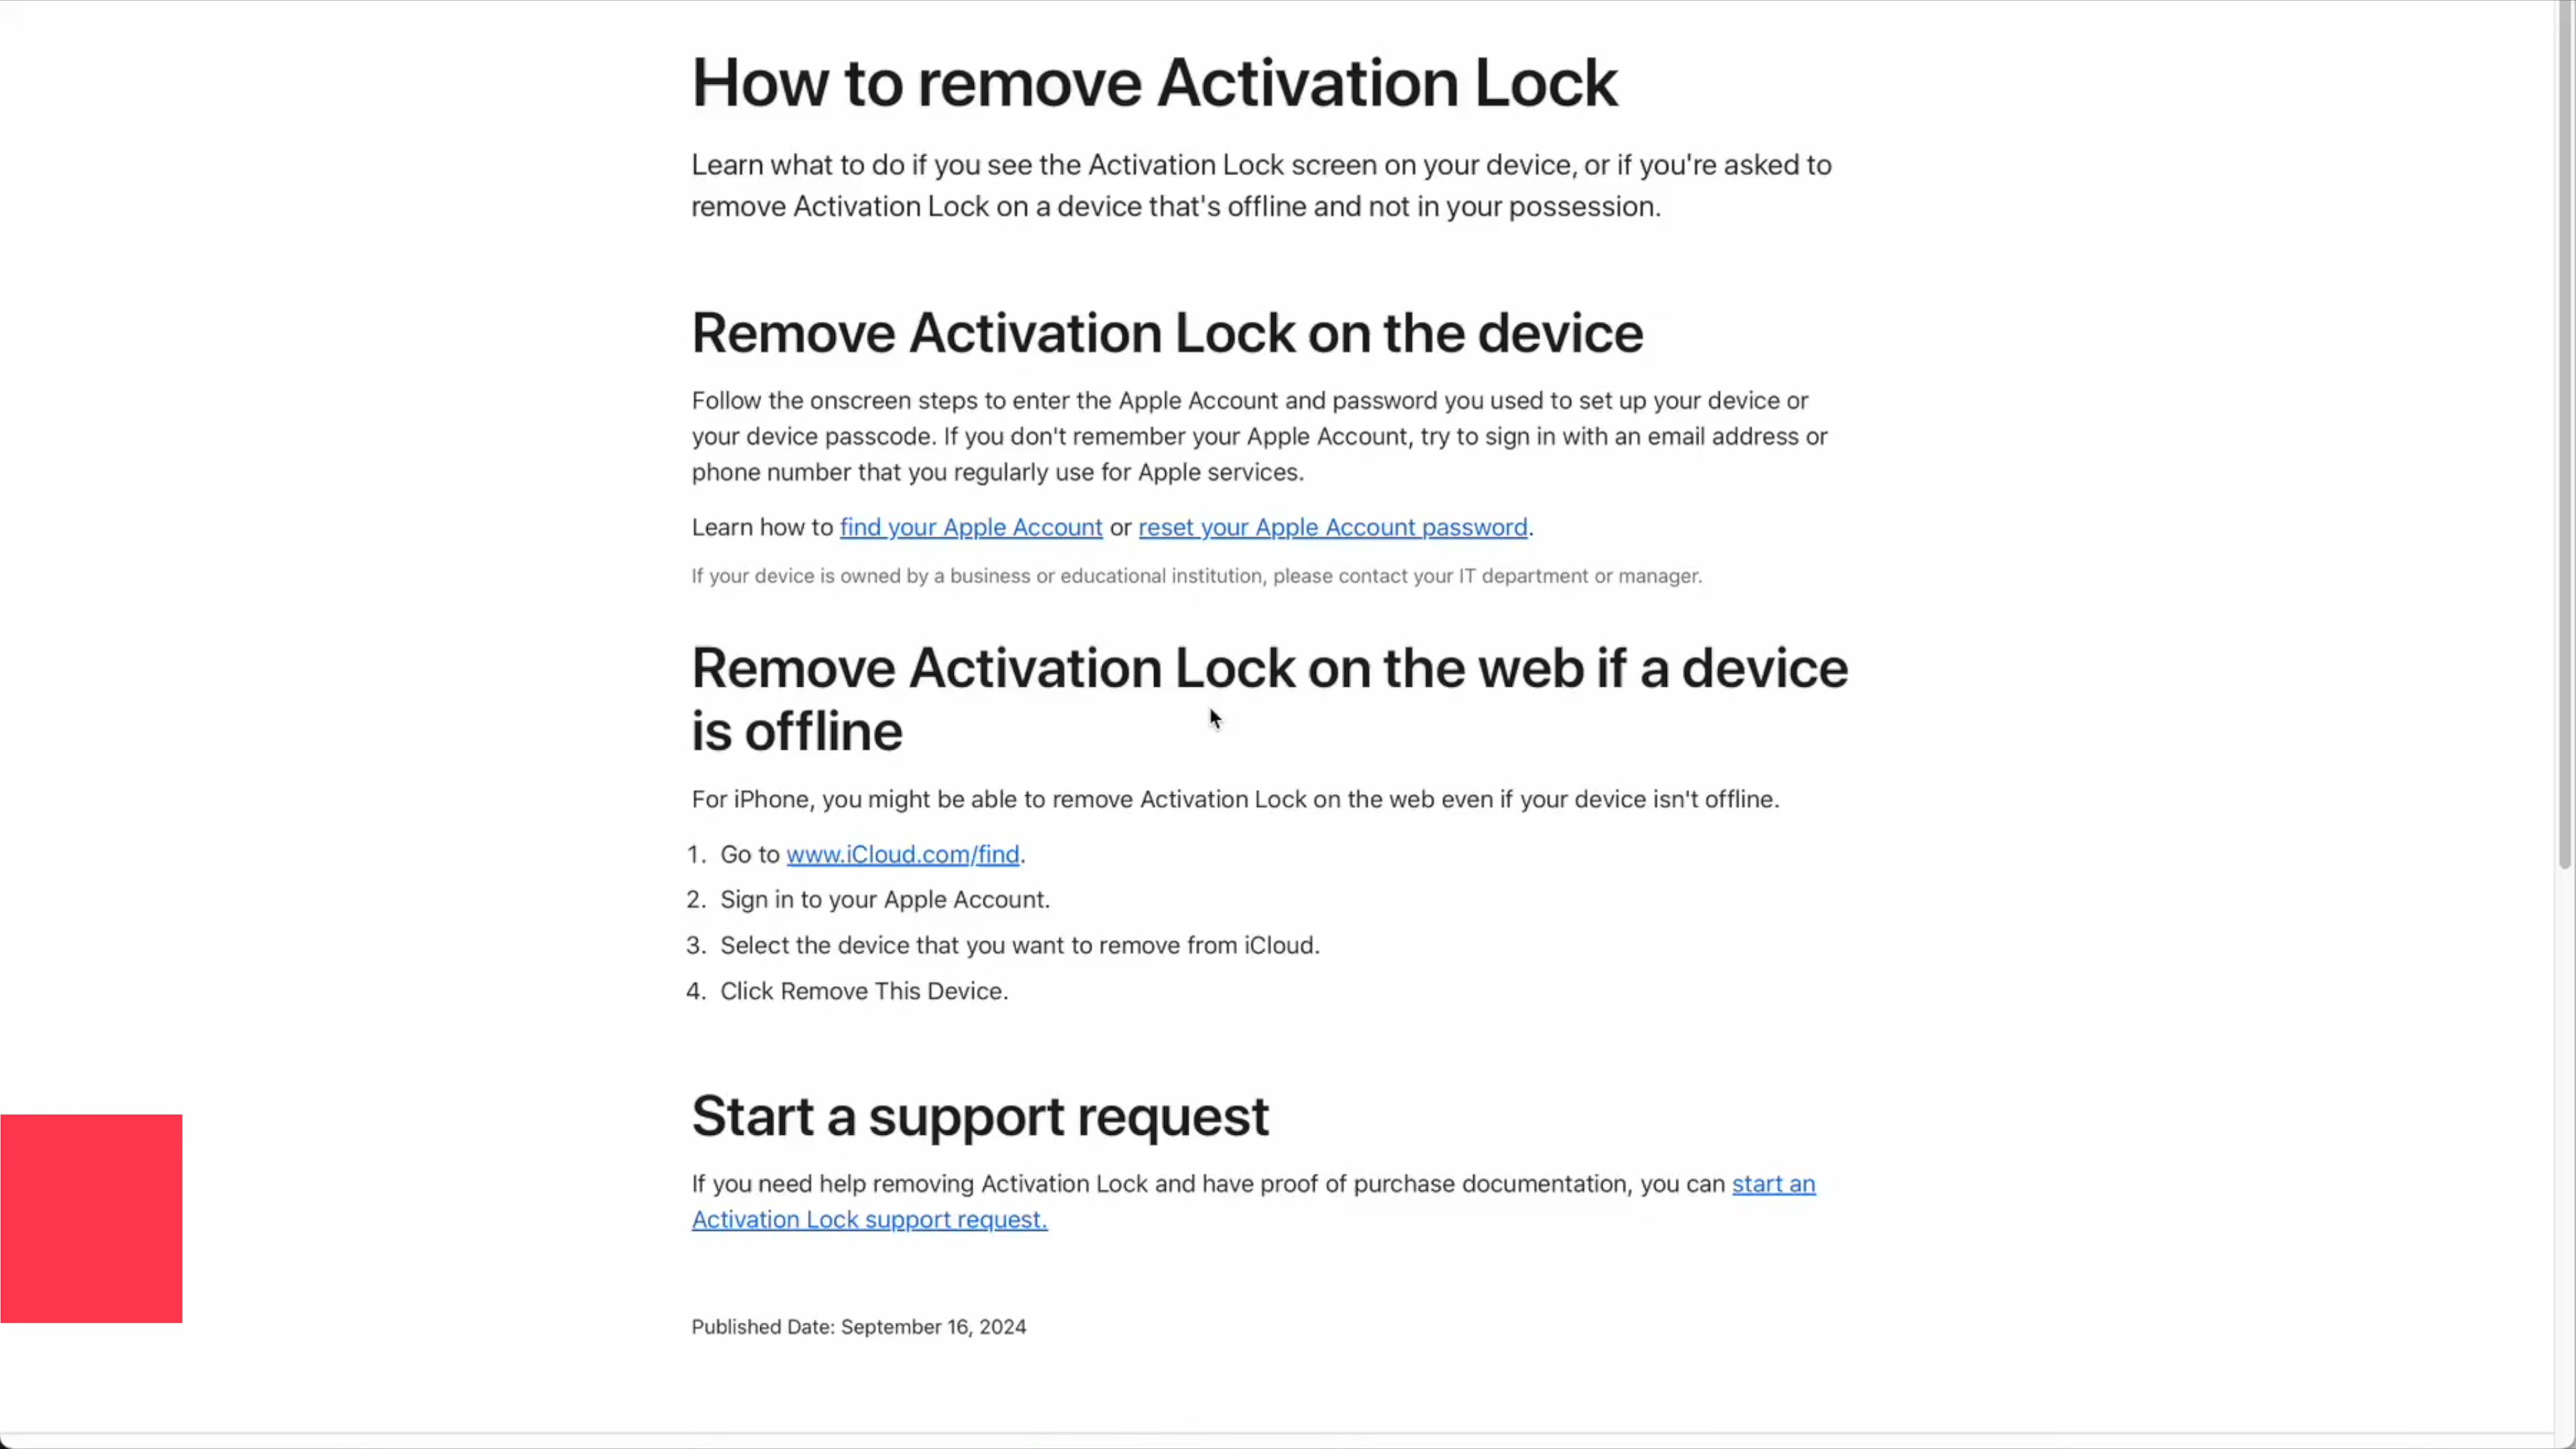 How to remove Activation Lock
Learn what to do if you see the Activation Lock screen on your device, or if you're asked to
remove Activation Lock on a device that's offline and not in your possession.
Remove Activation Lock on the device
Follow the onscreen steps to enter the Apple Account and password you used to set up your device or
your device passcode. If you don't remember your Apple Account, try to sign in with an email address or
phone number that you regularly use for Apple services.
Learn how to find your Apple Account or reset your Apple Account password.
If your device is owned by a business or educational institution, please contact your IT department or manager.
Remove Activation Lock on the web if a device
is offline
For iPhone, you might be able to remove Activation Lock on the web even if your device isn't offline.
1. Go to www.iCloud.com/find.
2. Sign in to your Apple Account.
3. Select the device that you want to remove from iCloud.
4. Click Remove This Device.
Start a support request
If you need help removing Activation Lock and have proof of purchase documentation, you can start an
Activation Lock support request.
Published Date: September 16, 2024